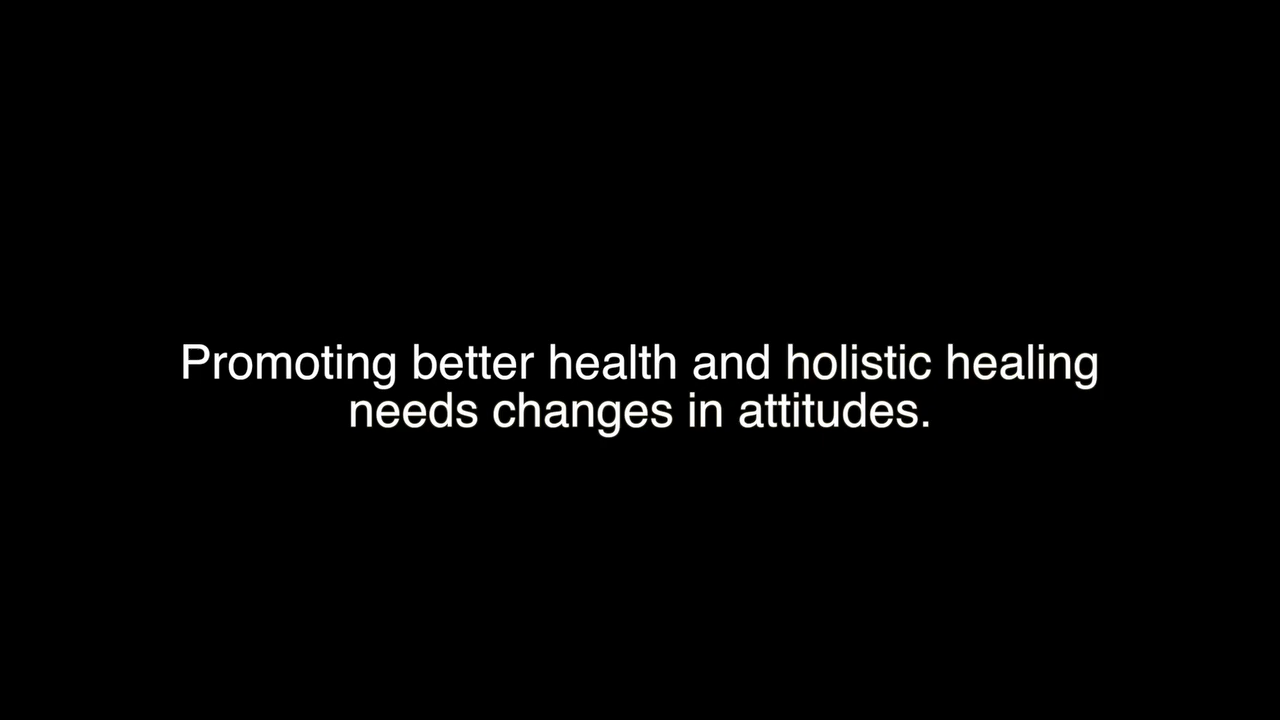 Promoting better health and holistic healing
needs changes in attitudes.